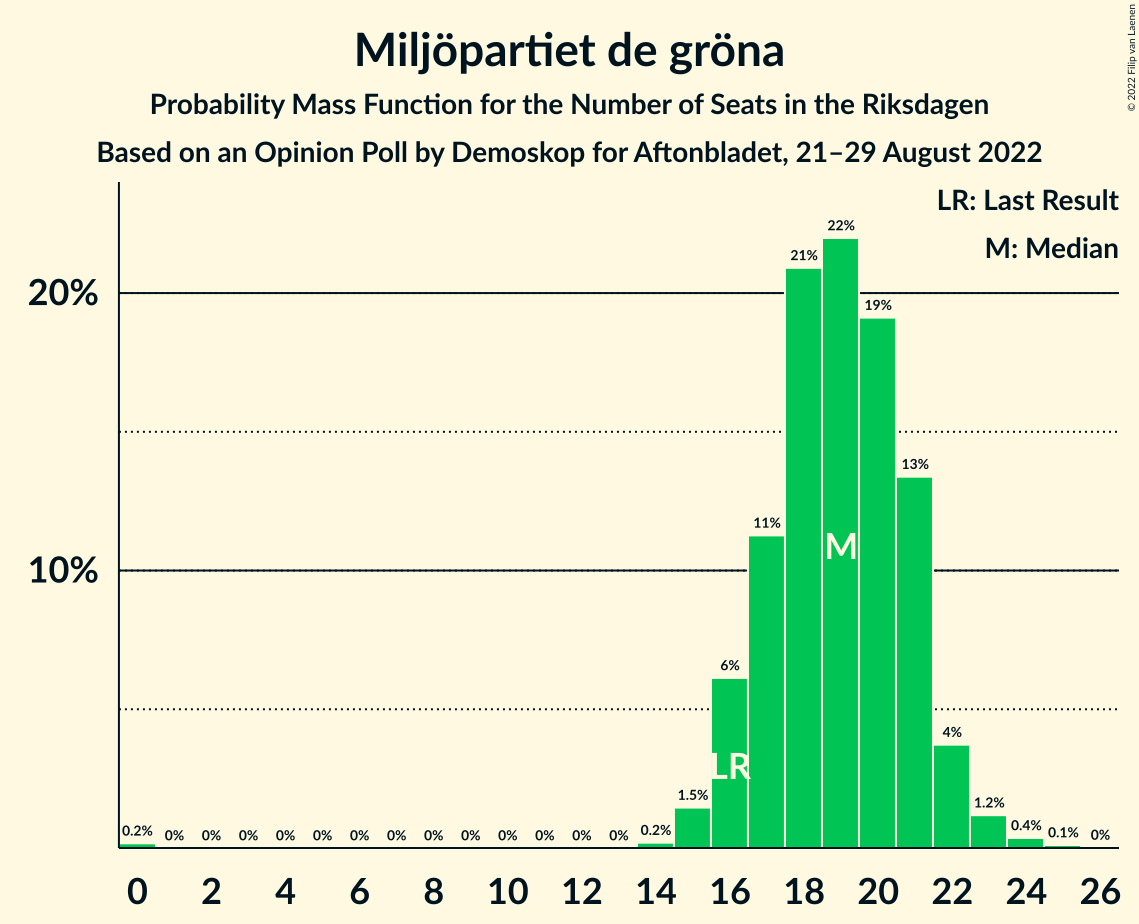 Miljöpartiet de gröna
Probability Mass Function for the Number of Seats in the Riksdagen
Based on an Opinion Poll by Demoskop for Aftonbladet, 21–29 August 2022
© 2022 Filip van Laenen
LR: Last Result
M: Median
20%
10%
0.2% 0% 0% 0% 0% 0% 0% 0% 0% 0% 0% 0% 0% 0% 0.2% 1.5% 6% 11% 21% 22% 19% 13% 4% 1.2% 0.4% 0.1% 0%
LR
M
0 2 4 6 8 10 12 14 16 18 20 22 24 26